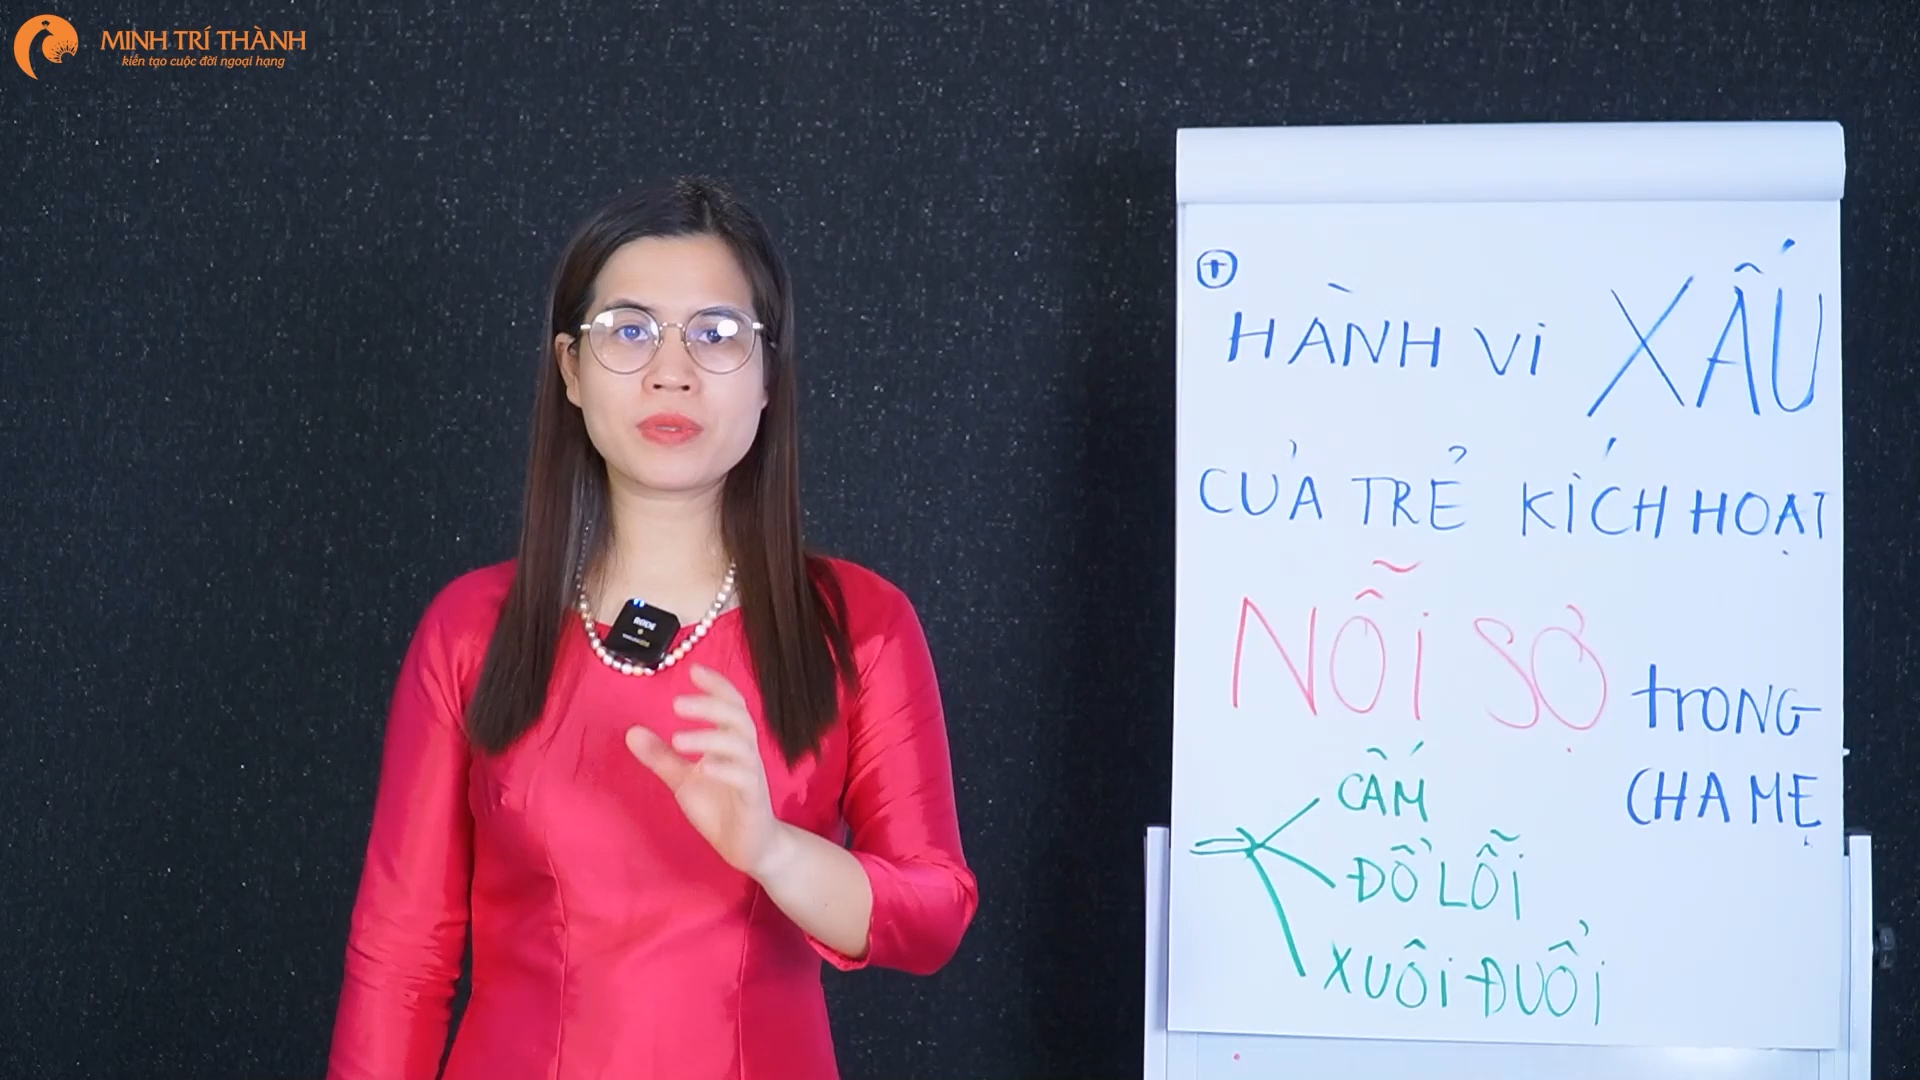 MINH TRÍ THÀNH
kiến tạo cuộc đời ngoại hạng
HÀNH Vi XẤU
CỦA TRẺ KÍCH HOẠT
NỖI SỢ trONG
CHA MẸ
CẤM
ĐỔ LỖi
XUÔi ĐUỔi
RØDE